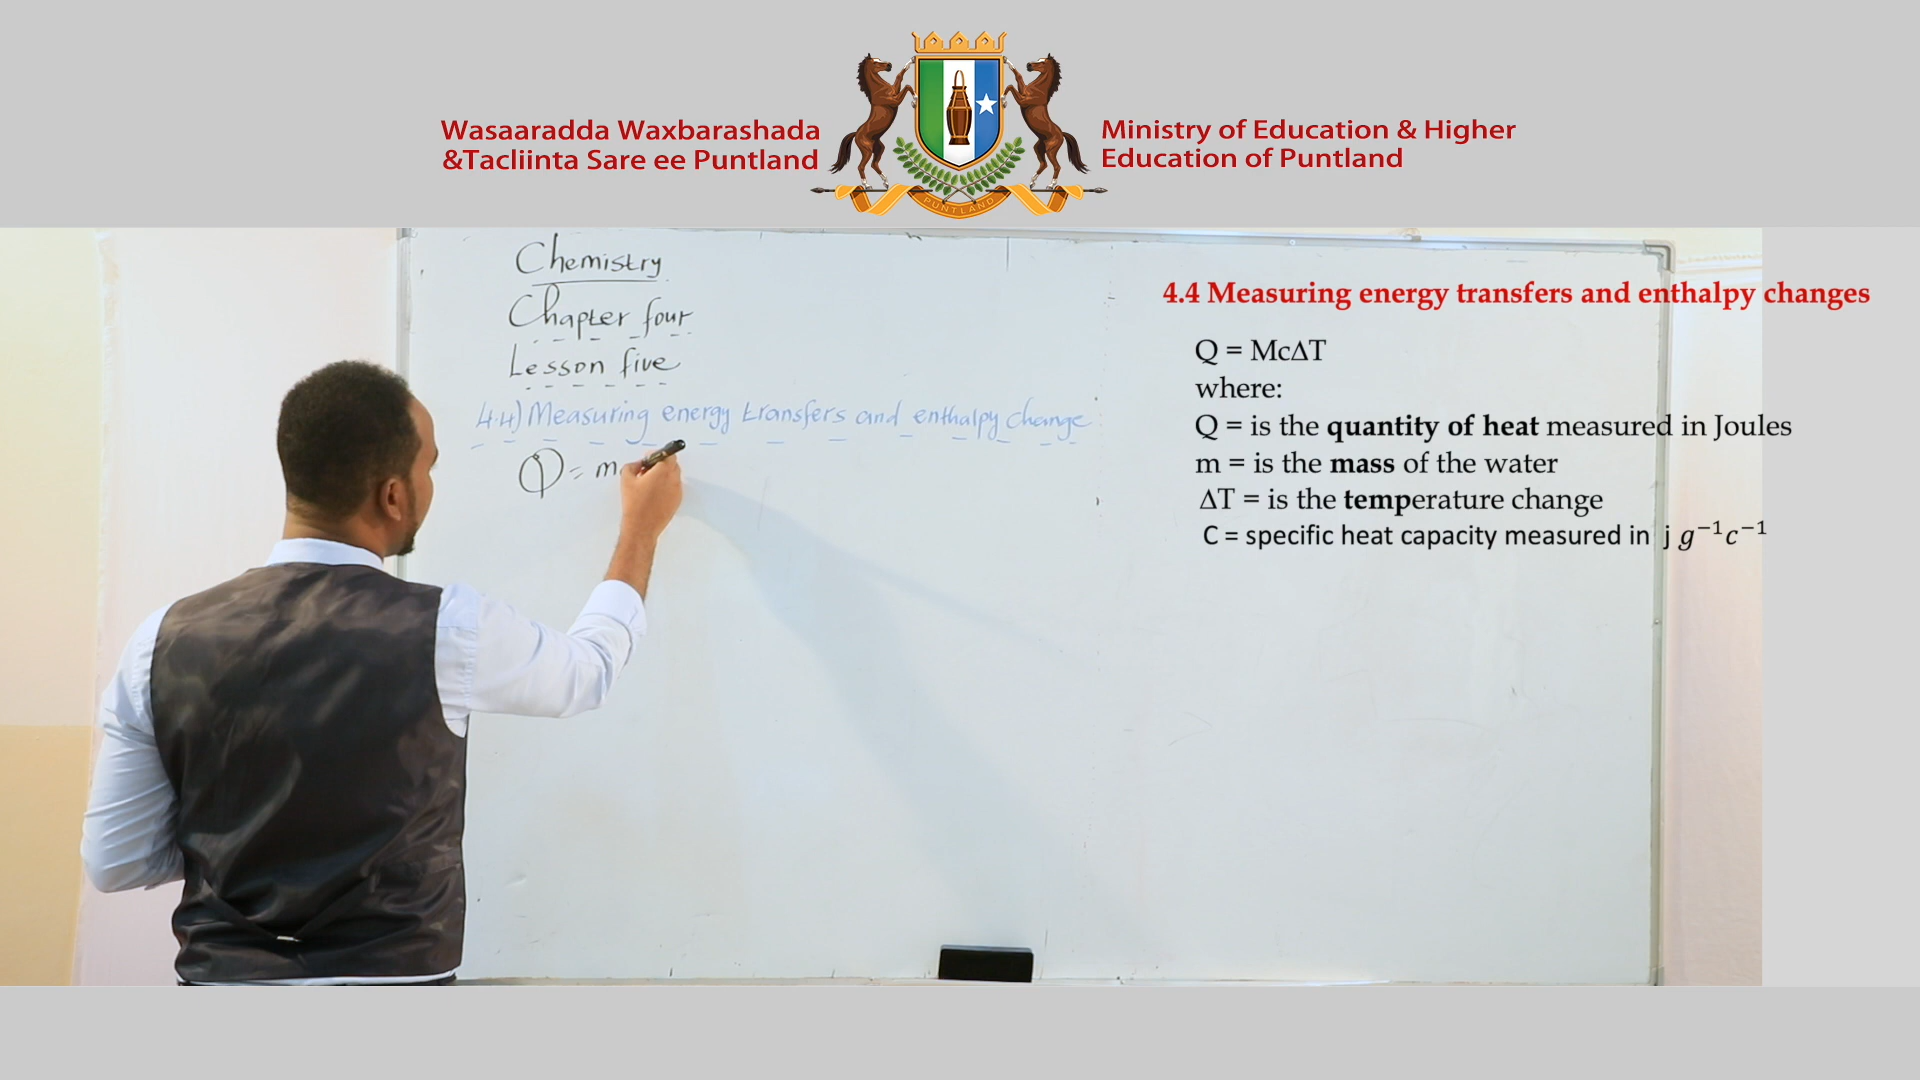 Wasaaradda Waxbarashada
&Tacliinta Sare ee Puntland
PUNTLAND
Ministry of Education & Higher
Education of Puntland
Chemistry
Chapter four
Lesson five
4.4) Measuring energy transfers and enthalpy change
Q = m
4.4 Measuring energy transfers and enthalpy changes
Q = McΔT
where:
Q = is the quantity of heat measured in Joules
m = is the mass of the water
ΔT = is the temperature change
C = specific heat capacity measured in j g⁻¹c⁻¹